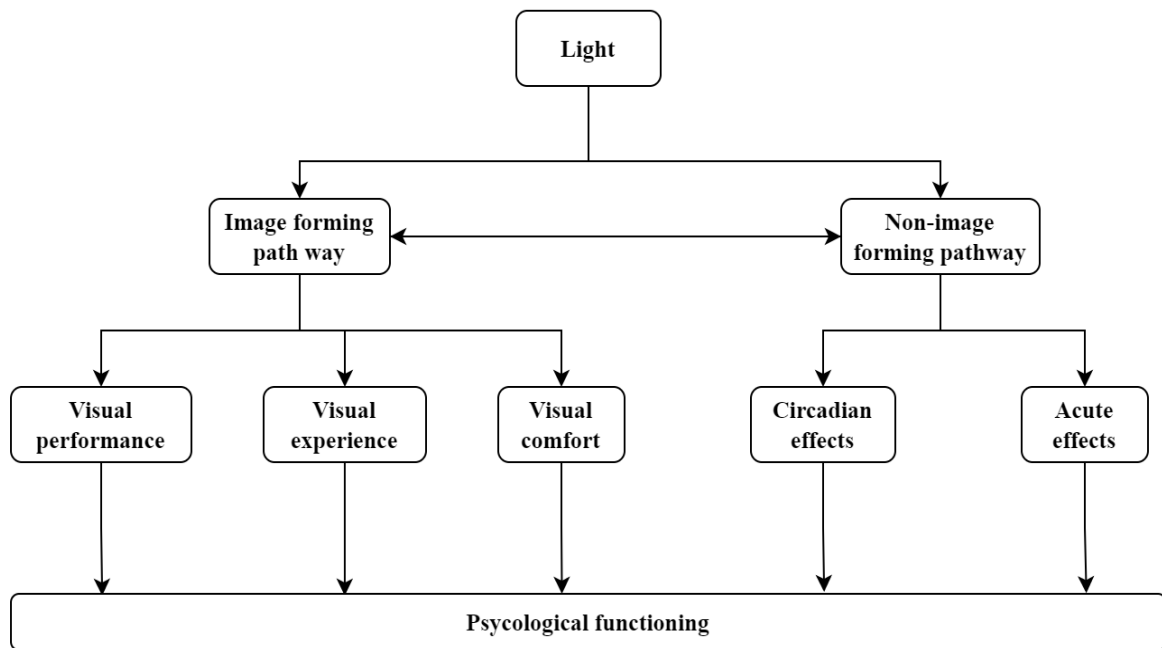 Light
Image forming
path way
Non-image
forming pathway
Visual
performance
Visual
experience
Visual
comfort
Circadian
effects
Acute
effects
Psycological functioning